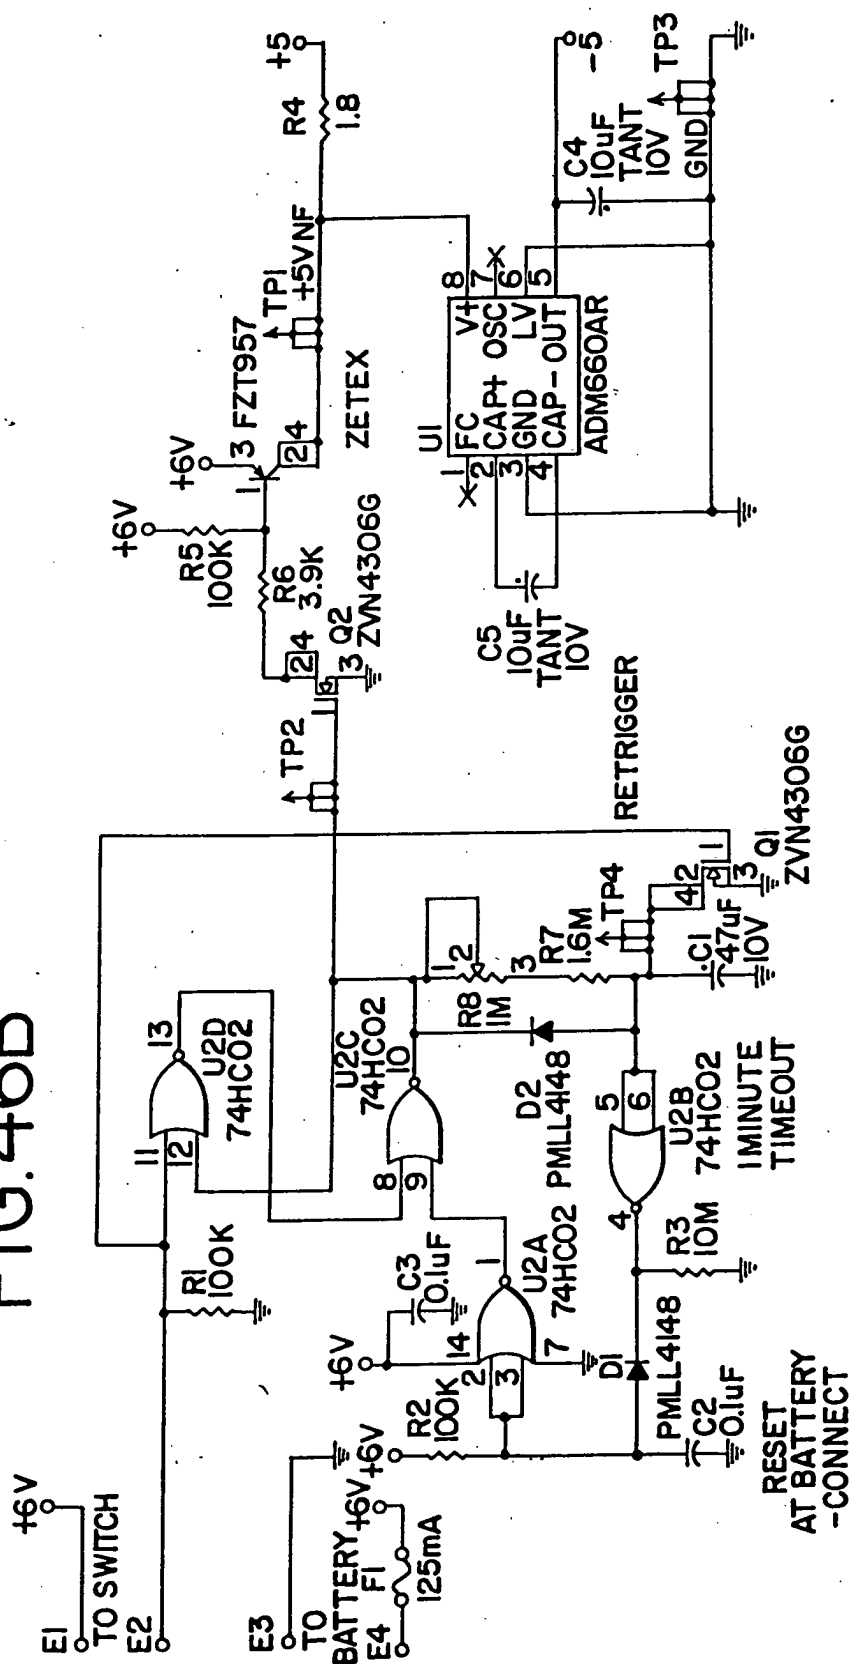 FIG. 46B
+6V
E1
TO SWITCH
E2
R1
100K
E3
TO
BATTERY
E4
F1
125mA
+6V
+6V
R2
100K
+6V
C3
0.1uF
14
2
3
7
1
U2A
74HC02
C2
0.1uF
D1
PMLL4148
RESET
AT BATTERY
-CONNECT
11
12
13
U2D
74HC02
8
9
10
U2C
74HC02
D2
PMLL4148
R3
10M
4
5
6
U2B
74HC02
1 MINUTE
TIMEOUT
1
2
3
R8
1M
R7
1.6M
TP4
C1
47uF
10V
RETRIGGER
4
2
1
3
Q1
ZVN4306G
TP2
1
2
4
3
Q2
ZVN4306G
R6
3.9K
R5
100K
+6V
+6V
1
3
2
4
FZT957
ZETEX
TP1
+5VNF
R4
1.8
+5
U1
1
2
3
4
FC
CAP+
GND
CAP-
V+
OSC
LV
OUT
8
7
6
5
ADM660AR
C5
10uF
TANT
10V
C4
10uF
TANT
10V
-5
GND
TP3